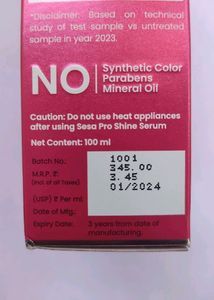 *Disclaimer: Based on technical
study of test sample vs untreated
sample in year 2023.
NO
Synthetic Color
Parabens
Mineral Oil
Caution: Do not use heat appliances
after using Sesa Pro Shine Serum
Net Content: 100 ml
Batch No.: 1001
M.R.P. ₹: 345.00
(Incl. of all Taxes)
(USP) ₹ Per ml: 3.45
Date of Mfg.: 01/2024
Expiry Date: 3 years from date of
manufacturing.